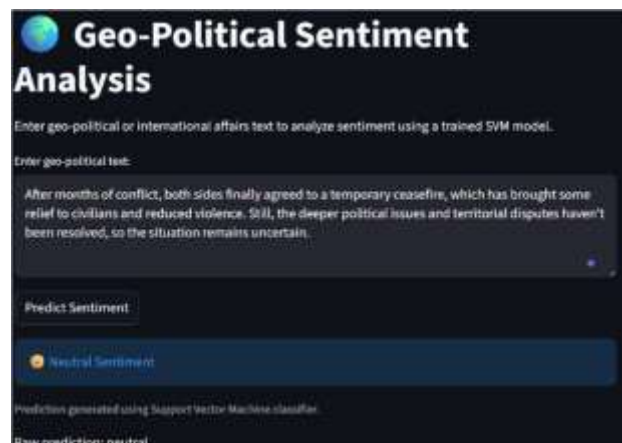 🌍 Geo-Political Sentiment
Analysis
Enter geo-political or international affairs text to analyze sentiment using a trained SVM model.
Enter geo-political text:
After months of conflict, both sides finally agreed to a temporary ceasefire, which has brought some
relief to civilians and reduced violence. Still, the deeper political issues and territorial disputes haven't
been resolved, so the situation remains uncertain.
Predict Sentiment
😐 Neutral Sentiment
Prediction generated using Support Vector Machine classifier.
Raw prediction: neutral